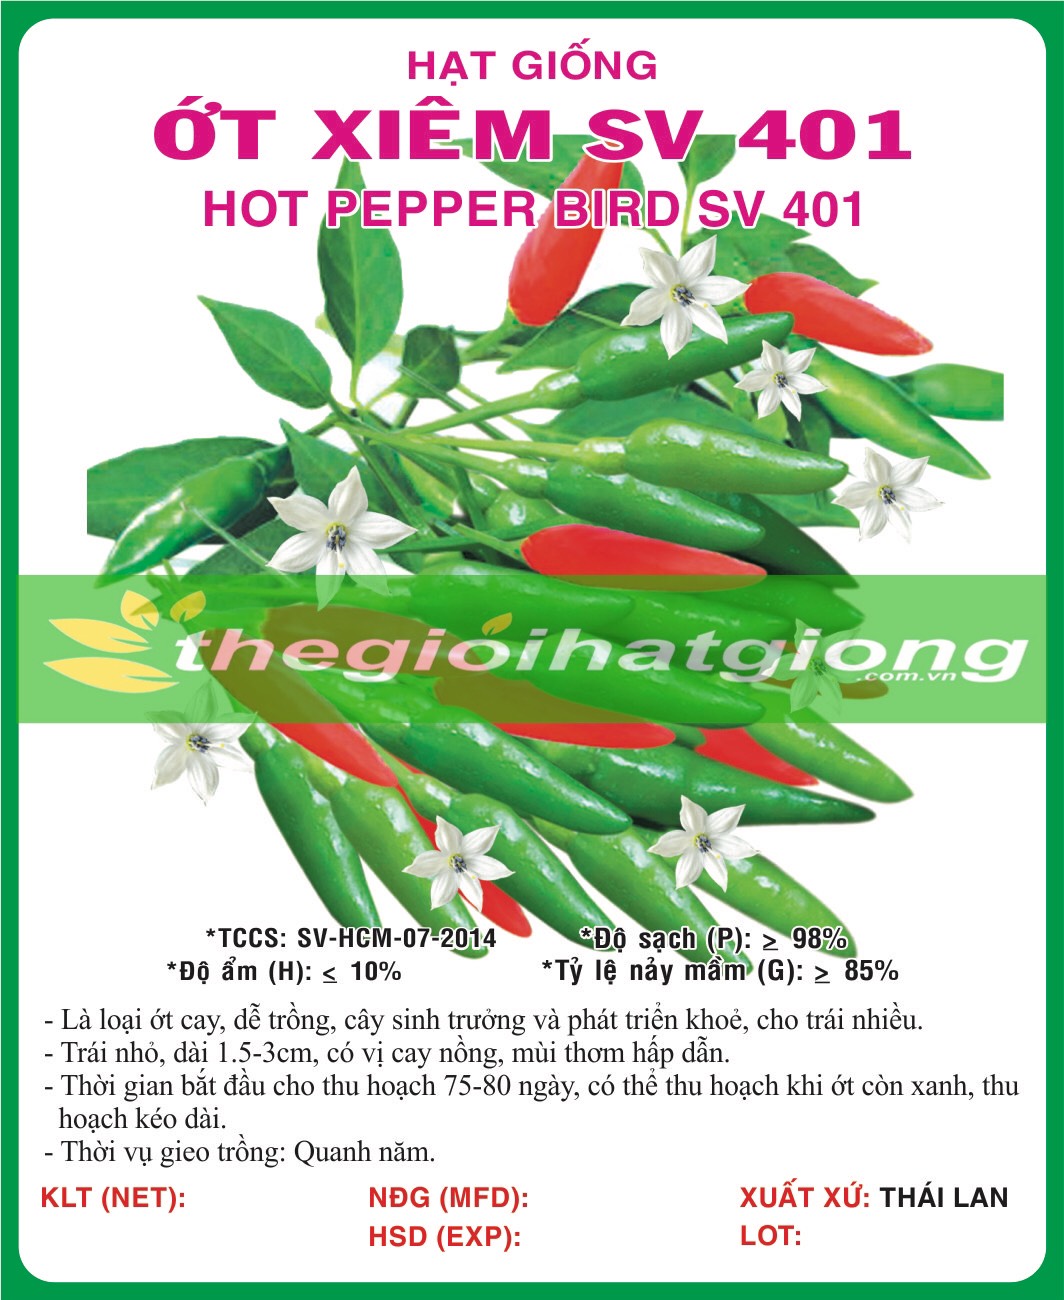 HẠT GIỐNG
ỚT XIÊM SV 401
HOT PEPPER BIRD SV 401
thegioihatgiong
.com.vn
*TCCS: SV-HCM-07-2014 *Độ sạch (P): ≥ 98%
*Độ ẩm (H): ≤ 10% *Tỷ lệ nảy mầm (G): ≥ 85%
- Là loại ớt cay, dễ trồng, cây sinh trưởng và phát triển khoẻ, cho trái nhiều.
- Trái nhỏ, dài 1.5-3cm, có vị cay nồng, mùi thơm hấp dẫn.
- Thời gian bắt đầu cho thu hoạch 75-80 ngày, có thể thu hoạch khi ớt còn xanh, thu
hoạch kéo dài.
- Thời vụ gieo trồng: Quanh năm.
KLT (NET): NĐG (MFD): XUẤT XỨ: THÁI LAN
HSD (EXP): LOT: